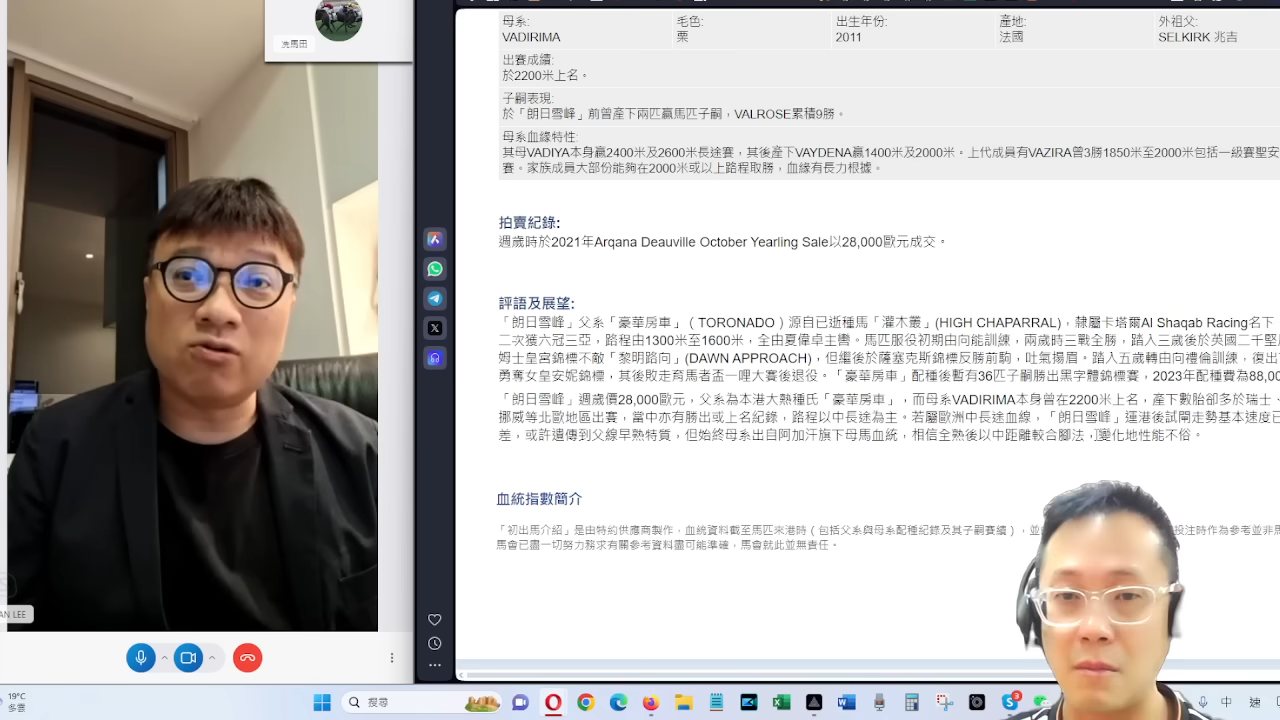 冼馬田
母系:
VADIRIMA
毛色:
栗
出生年份:
2011
產地:
法國
外祖父:
SELKIRK 兆吉
出賽成績:
於2200米上名。
子嗣表現:
於「朗日雪峰」前曾產下兩匹贏馬匹子嗣，VALROSE累積9勝。
母系血緣特性:
其母VADIYA本身贏2400米及2600米長途賽，其後產下VAYDENA贏1400米及2000米。上代成員有VAZIRA曾3勝1850米至2000米包括一級賽聖安
賽。家族成員大部份能夠在2000米或以上路程取勝，血緣有長力根據。
拍賣紀錄:
週歲時於2021年Arqana Deauville October Yearling Sale以28,000歐元成交。
評語及展望:
「朗日雪峰」父系「豪華房車」（TORONADO）源自已逝種馬「灌木叢」(HIGH CHAPARRAL)，隸屬卡塔爾Al Shaqab Racing名下
二次獲六冠三亞，路程由1300米至1600米，全由夏偉卓主轡。馬匹服役初期由向能訓練，兩歲時三戰全勝，踏入三歲後於英國二千堅尼
姆士皇宮錦標不敵「黎明路向」(DAWN APPROACH)，但繼後於薩塞克斯錦標反勝前駒，吐氣揚眉。踏入五歲轉由向禮倫訓練，復出
勇奪女皇安妮錦標，其後敗走育馬者盃一哩大賽後退役。「豪華房車」配種後暫有36匹子嗣勝出黑字體錦標賽，2023年配種費為88,00
「朗日雪峰」週歲價28,000歐元，父系為本港大熱種氏「豪華房車」，而母系VADIRIMA本身曾在2200米上名，產下數胎卻多於瑞士、
挪威等北歐地區出賽，當中亦有勝出或上名紀錄，路程以中長途為主。若屬歐洲中長途血線，「朗日雪峰」運港後試閘走勢基本速度已
差，或許遺傳到父線早熟特質，但始終母系出自阿加汗旗下母馬血統，相信全熟後以中距離較合腳法，變化地性能不俗。
血統指數簡介
「初出馬介紹」是由特約供應商製作，血統資料截至馬匹來港時（包括父系與母系配種紀錄及其子嗣賽績），並
投注時作為參考並非馬
馬會已盡一切努力務求有關參考資料盡可能準確，馬會就此並無責任。
AN LEE
19°C
多雲
搜尋
3
中
速